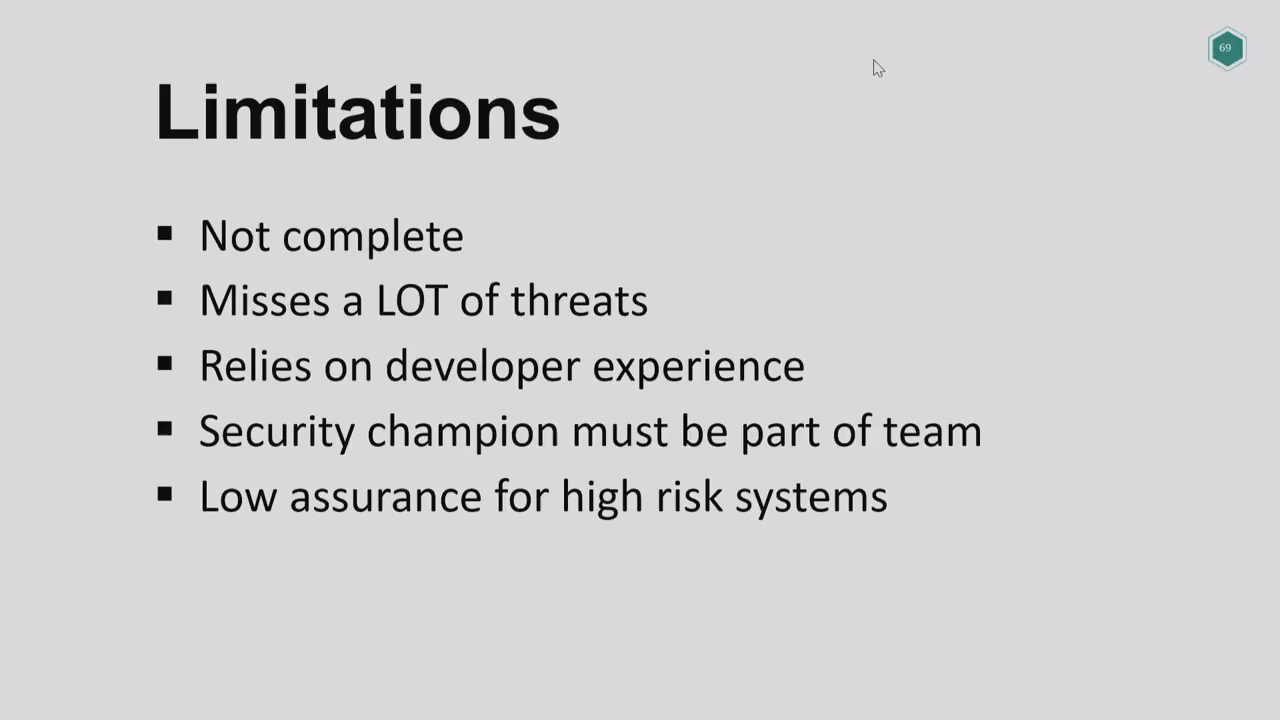 69
Limitations
▪ Not complete
▪ Misses a LOT of threats
▪ Relies on developer experience
▪ Security champion must be part of team
▪ Low assurance for high risk systems